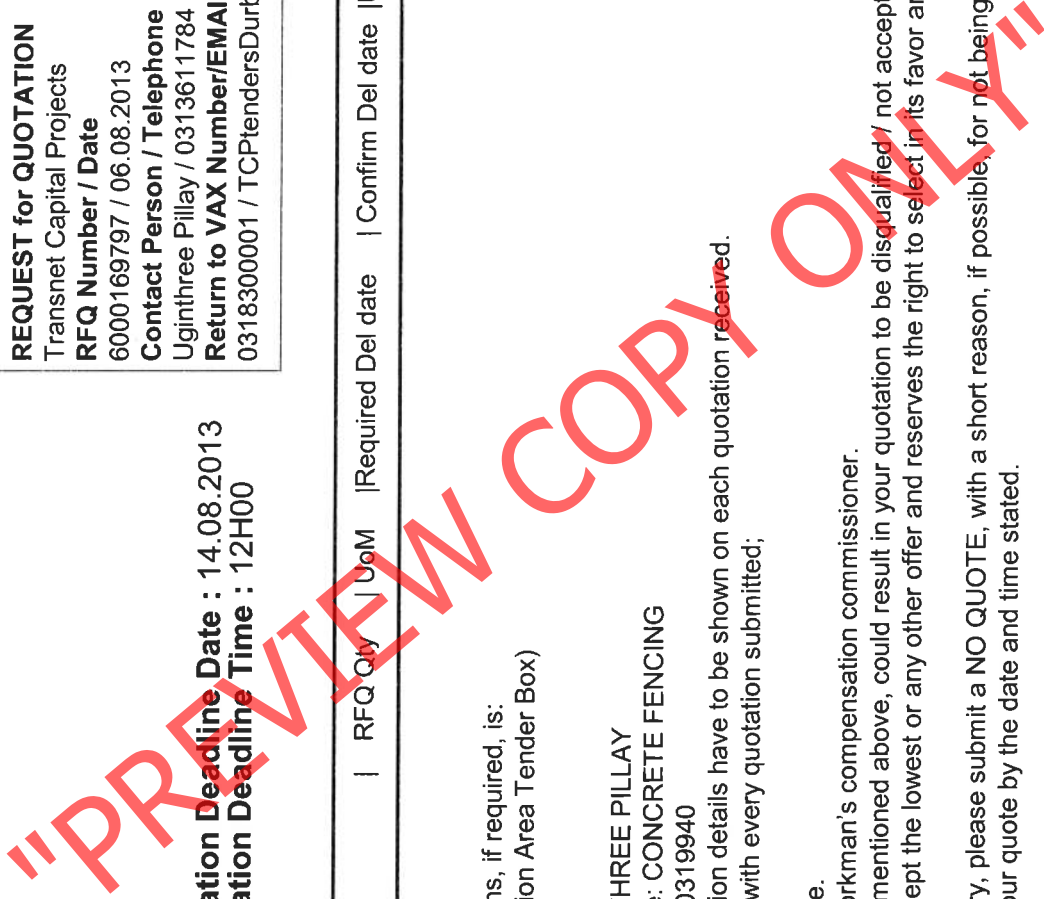 REQUEST for QUOTATION
Transnet Capital Projects
RFQ Number / Date
6000169797 / 06.08.2013
Contact Person / Telephone
Uginthree Pillay / 0313611784
Return to VAX Number/EMAI
0318300001 / TCPtendersDurb
ation Deadline Date : 14.08.2013
ation Deadline Time : 12H00
| RFQ Qty | UoM |Required Del date | Confirm Del date |
ns, if required, is:
ion Area Tender Box)
HREE PILLAY
e: CONCRETE FENCING
0319940
ion details have to be shown on each quotation received.
with every quotation submitted;
e.
orkman's compensation commissioner.
mentioned above, could result in your quotation to be disqualified / not accept
ept the lowest or any other offer and reserves the right to select in its favor an
ry, please submit a NO QUOTE, with a short reason, if possible, for not being
our quote by the date and time stated.
"PREVIEW COPY ONLY"